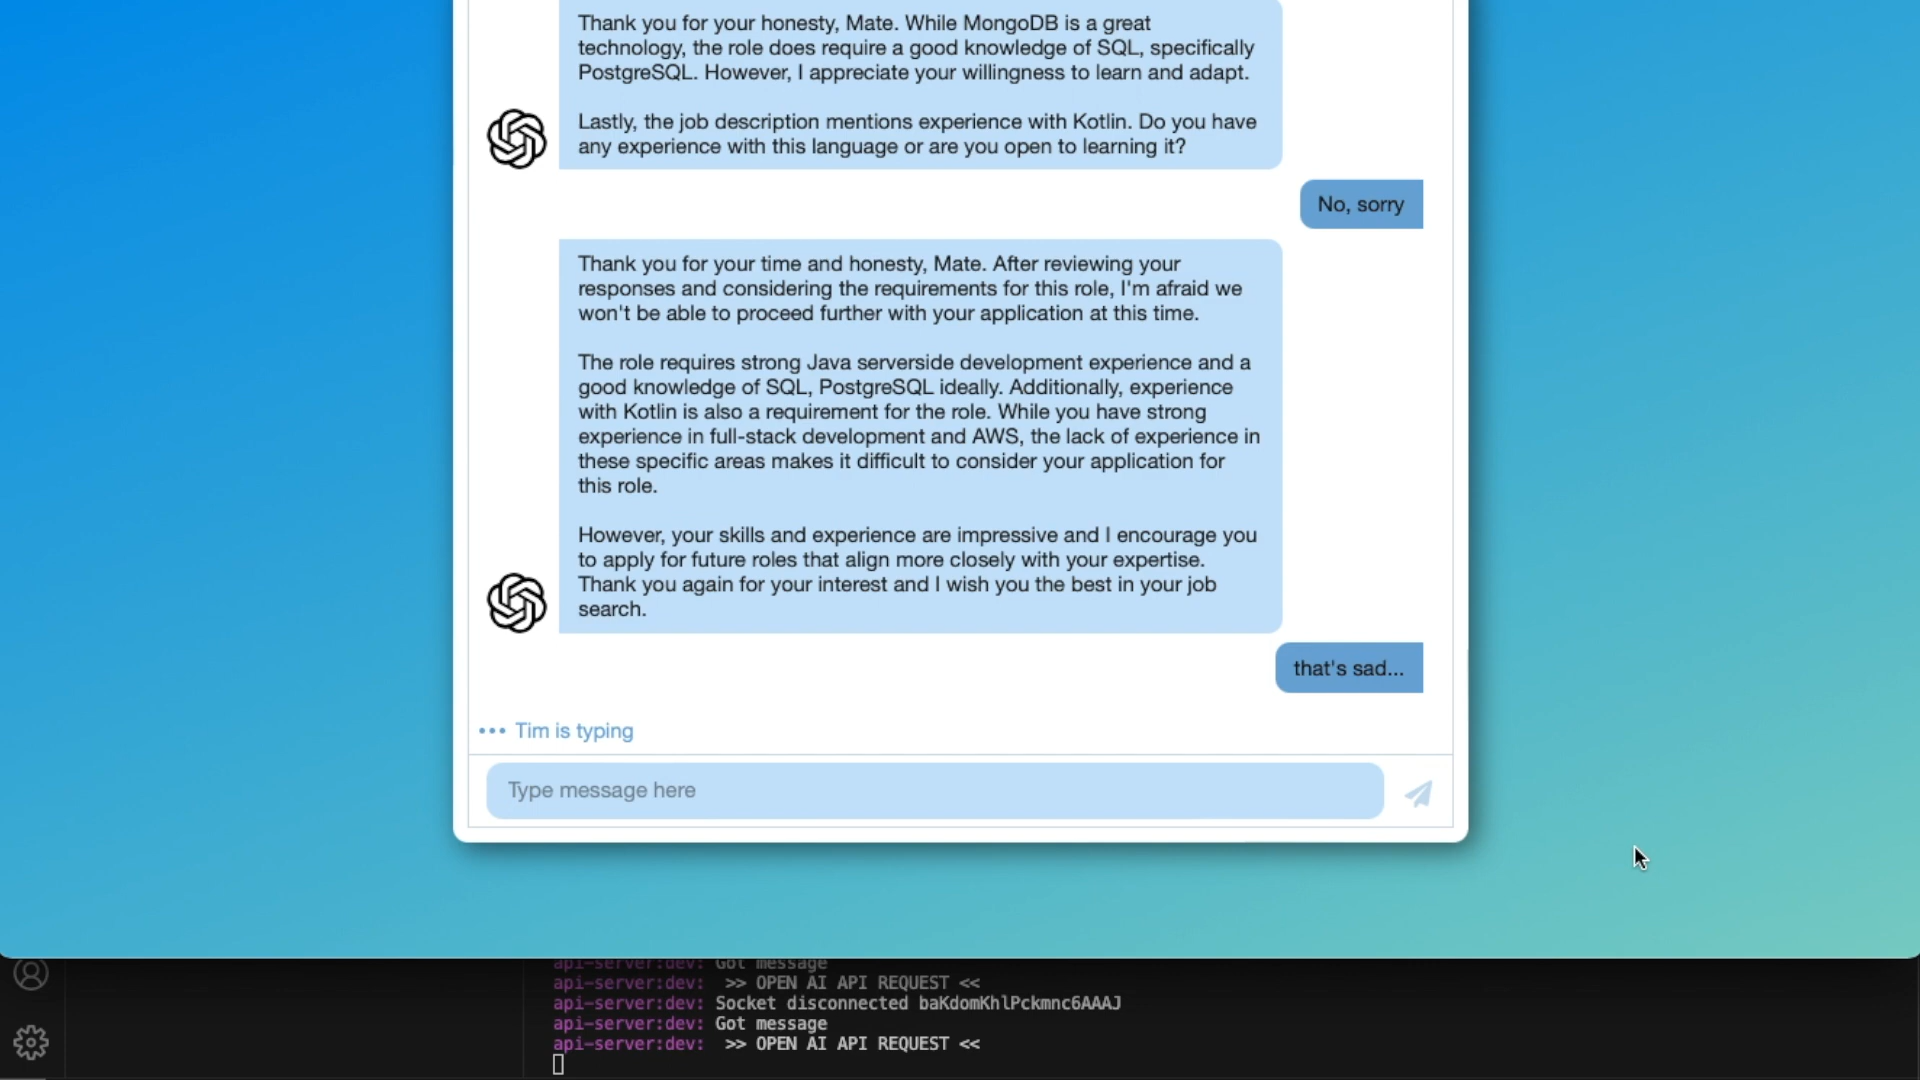 Thank you for your honesty, Mate. While MongoDB is a great
technology, the role does require a good knowledge of SQL, specifically
PostgreSQL. However, I appreciate your willingness to learn and adapt.
Lastly, the job description mentions experience with Kotlin. Do you have
any experience with this language or are you open to learning it?
No, sorry
Thank you for your time and honesty, Mate. After reviewing your
responses and considering the requirements for this role, I'm afraid we
won't be able to proceed further with your application at this time.
The role requires strong Java serverside development experience and a
good knowledge of SQL, PostgreSQL ideally. Additionally, experience
with Kotlin is also a requirement for the role. While you have strong
experience in full-stack development and AWS, the lack of experience in
these specific areas makes it difficult to consider your application for
this role.
However, your skills and experience are impressive and I encourage you
to apply for future roles that align more closely with your expertise.
Thank you again for your interest and I wish you the best in your job
search.
that's sad...
••• Tim is typing
Type message here
api-server:dev: Got message
api-server:dev:  >> OPEN AI API REQUEST <<
api-server:dev: Socket disconnected baKdomKhlPckmnc6AAAJ
api-server:dev: Got message
api-server:dev:  >> OPEN AI API REQUEST <<